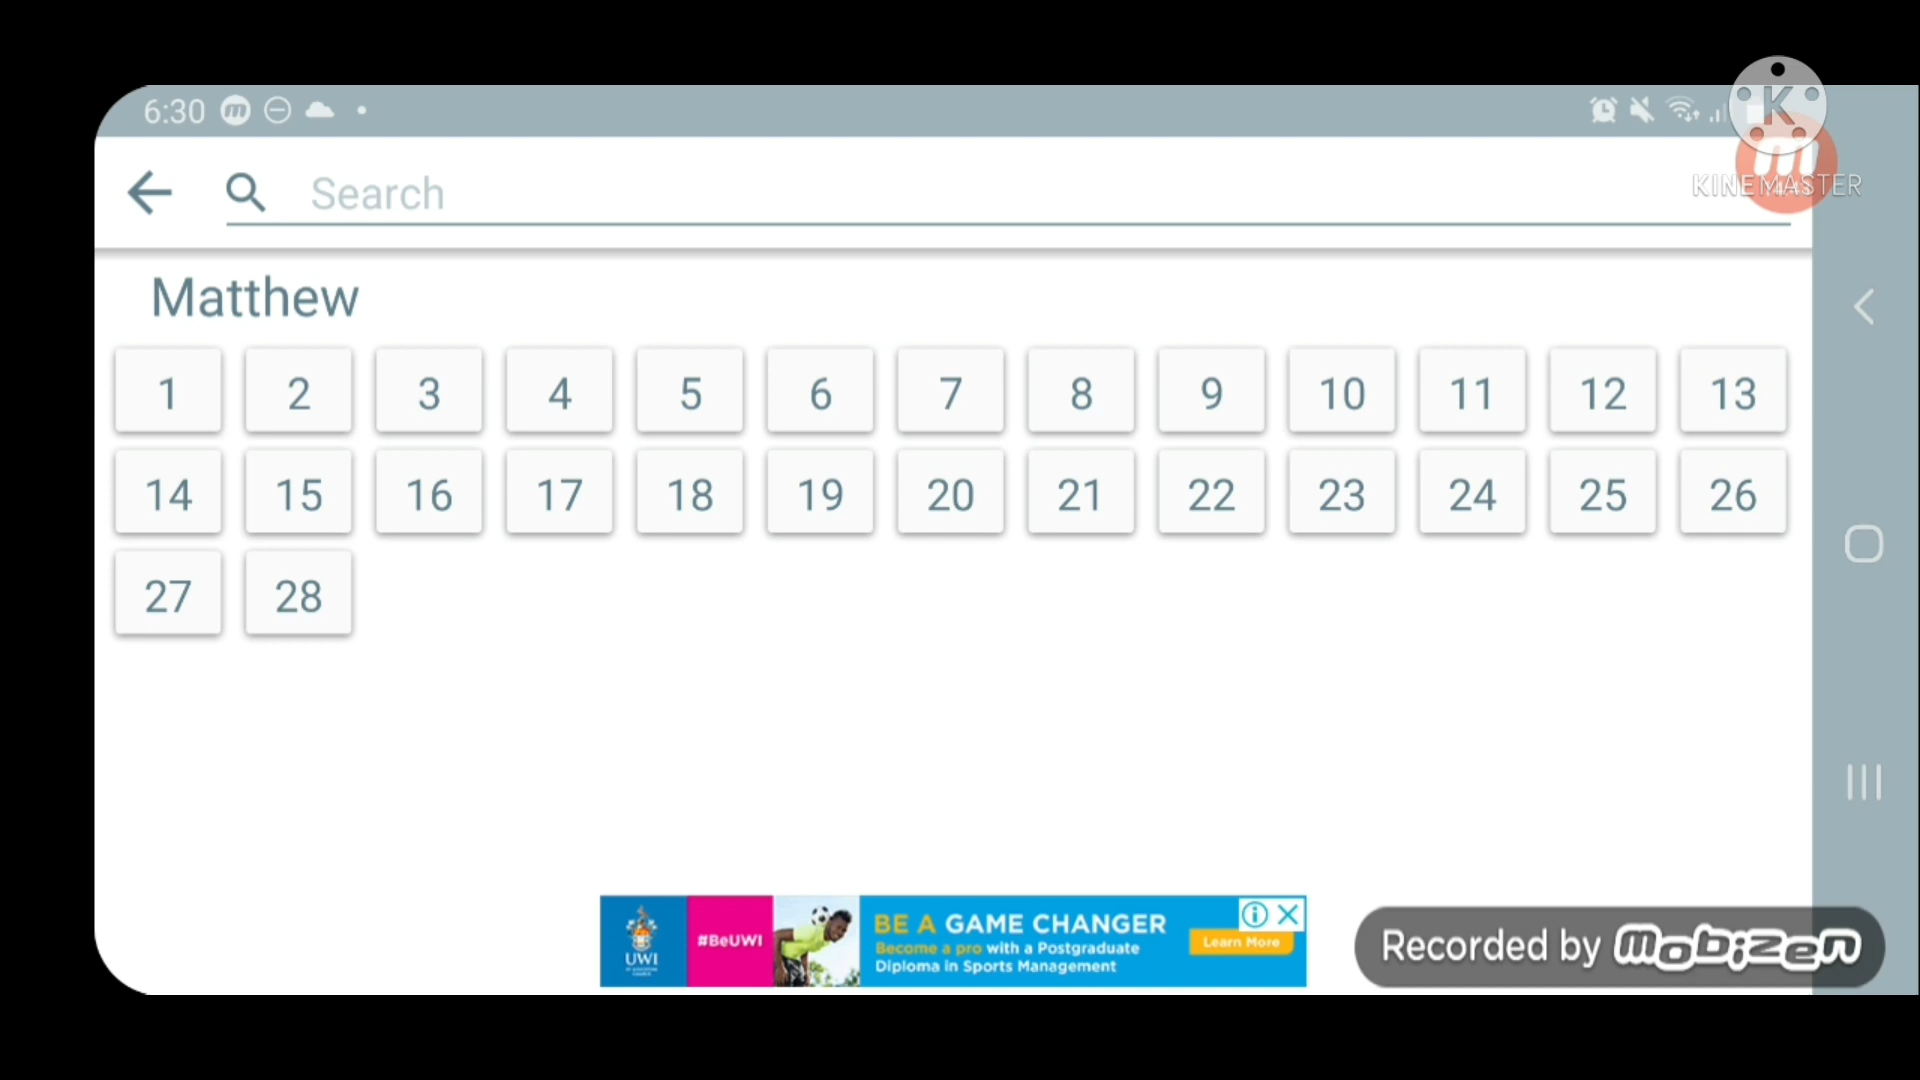 6:30
Search
KINEMASTER
Matthew
1 2 3 4 5 6 7 8 9 10 11 12 13
14 15 16 17 18 19 20 21 22 23 24 25 26
27 28
UWI
#BeUWI
BE A GAME CHANGER
Become a pro with a Postgraduate
Diploma in Sports Management
Learn More
Recorded by mobizen